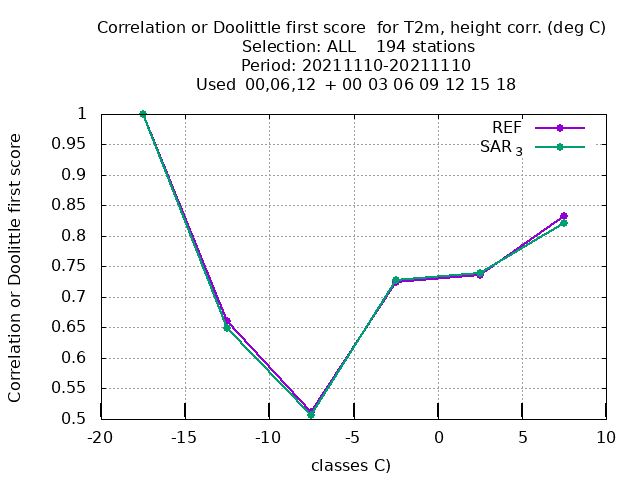 Correlation or Doolittle first score  for T2m, height corr. (deg C)
Selection: ALL    194 stations
Period: 20211110-20211110
Used  00,06,12  + 00 03 06 09 12 15 18
Correlation or Doolittle first score
1
0.95
0.9
0.85
0.8
0.75
0.7
0.65
0.6
0.55
0.5
REF
SAR3
-20 -15 -10 -5 0 5 10
classes C)